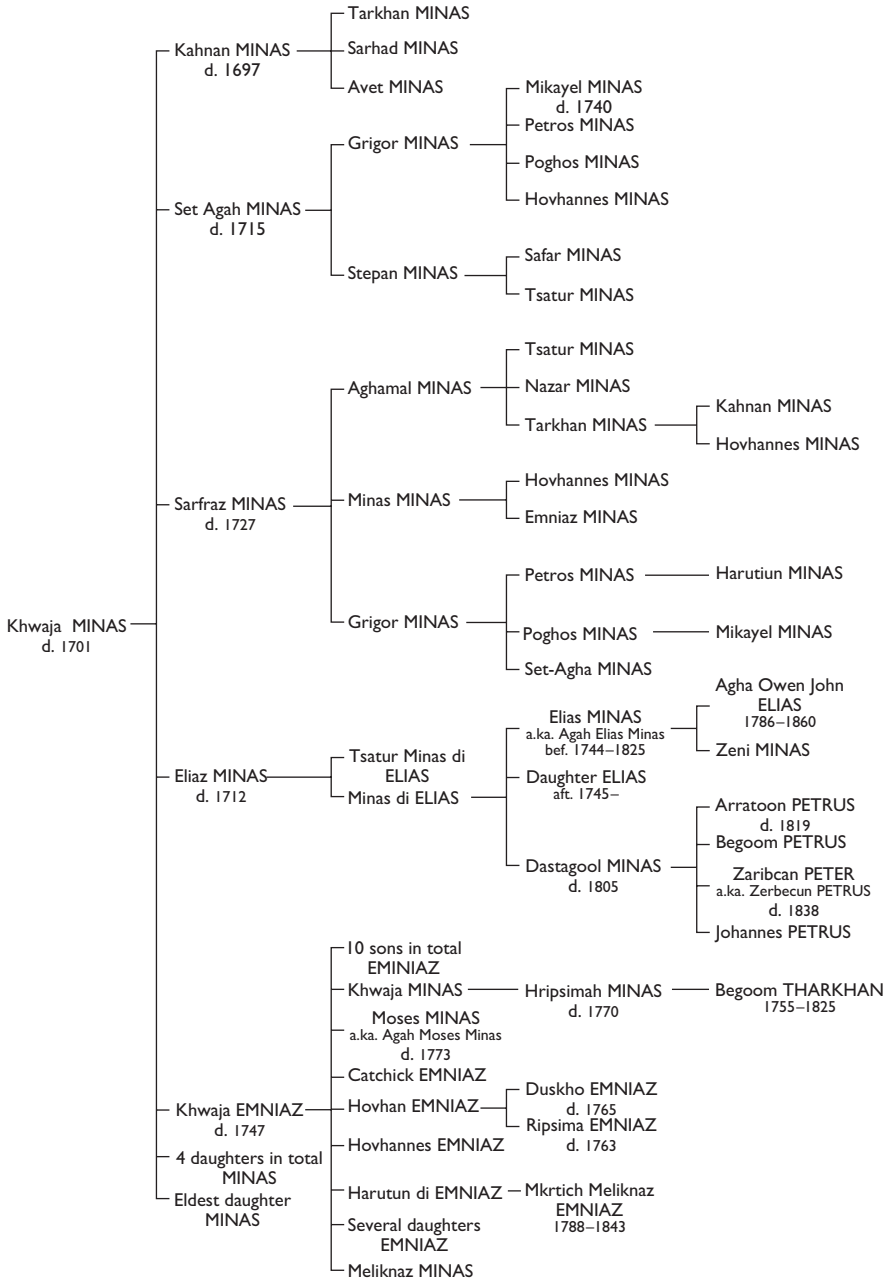 Khwaja MINAS
d. 1701
Kahnan MINAS
d. 1697
Tarkhan MINAS
Sarhad MINAS
Avet MINAS
Set Agah MINAS
d. 1715
Grigor MINAS
Mikayel MINAS
d. 1740
Petros MINAS
Poghos MINAS
Hovhannes MINAS
Stepan MINAS
Safar MINAS
Tsatur MINAS
Sarfraz MINAS
d. 1727
Aghamal MINAS
Tsatur MINAS
Nazar MINAS
Tarkhan MINAS
Kahnan MINAS
Hovhannes MINAS
Minas MINAS
Hovhannes MINAS
Emniaz MINAS
Grigor MINAS
Petros MINAS
Harutiun MINAS
Poghos MINAS
Mikayel MINAS
Set-Agha MINAS
Eliaz MINAS
d. 1712
Tsatur Minas di
ELIAS
Minas di ELIAS
Elias MINAS
a.ka. Agah Elias Minas
bef. 1744–1825
Agha Owen John
ELIAS
1786–1860
Zeni MINAS
Daughter ELIAS
aft. 1745–
Dastagool MINAS
d. 1805
Arratoon PETRUS
d. 1819
Begoom PETRUS
Zaribcan PETER
a.ka. Zerbecun PETRUS
d. 1838
Johannes PETRUS
Khwaja EMNIAZ
d. 1747
10 sons in total
EMINIAZ
Khwaja MINAS
Hripsimah MINAS
d. 1770
Begoom THARKHAN
1755–1825
Moses MINAS
a.ka. Agah Moses Minas
d. 1773
Catchick EMNIAZ
Hovhan EMNIAZ
Duskho EMNIAZ
d. 1765
Ripsima EMNIAZ
d. 1763
Hovhannes EMNIAZ
Harutun di EMNIAZ
Mkrtich Meliknaz
EMNIAZ
1788–1843
Several daughters
EMNIAZ
Meliknaz MINAS
4 daughters in total
MINAS
Eldest daughter
MINAS